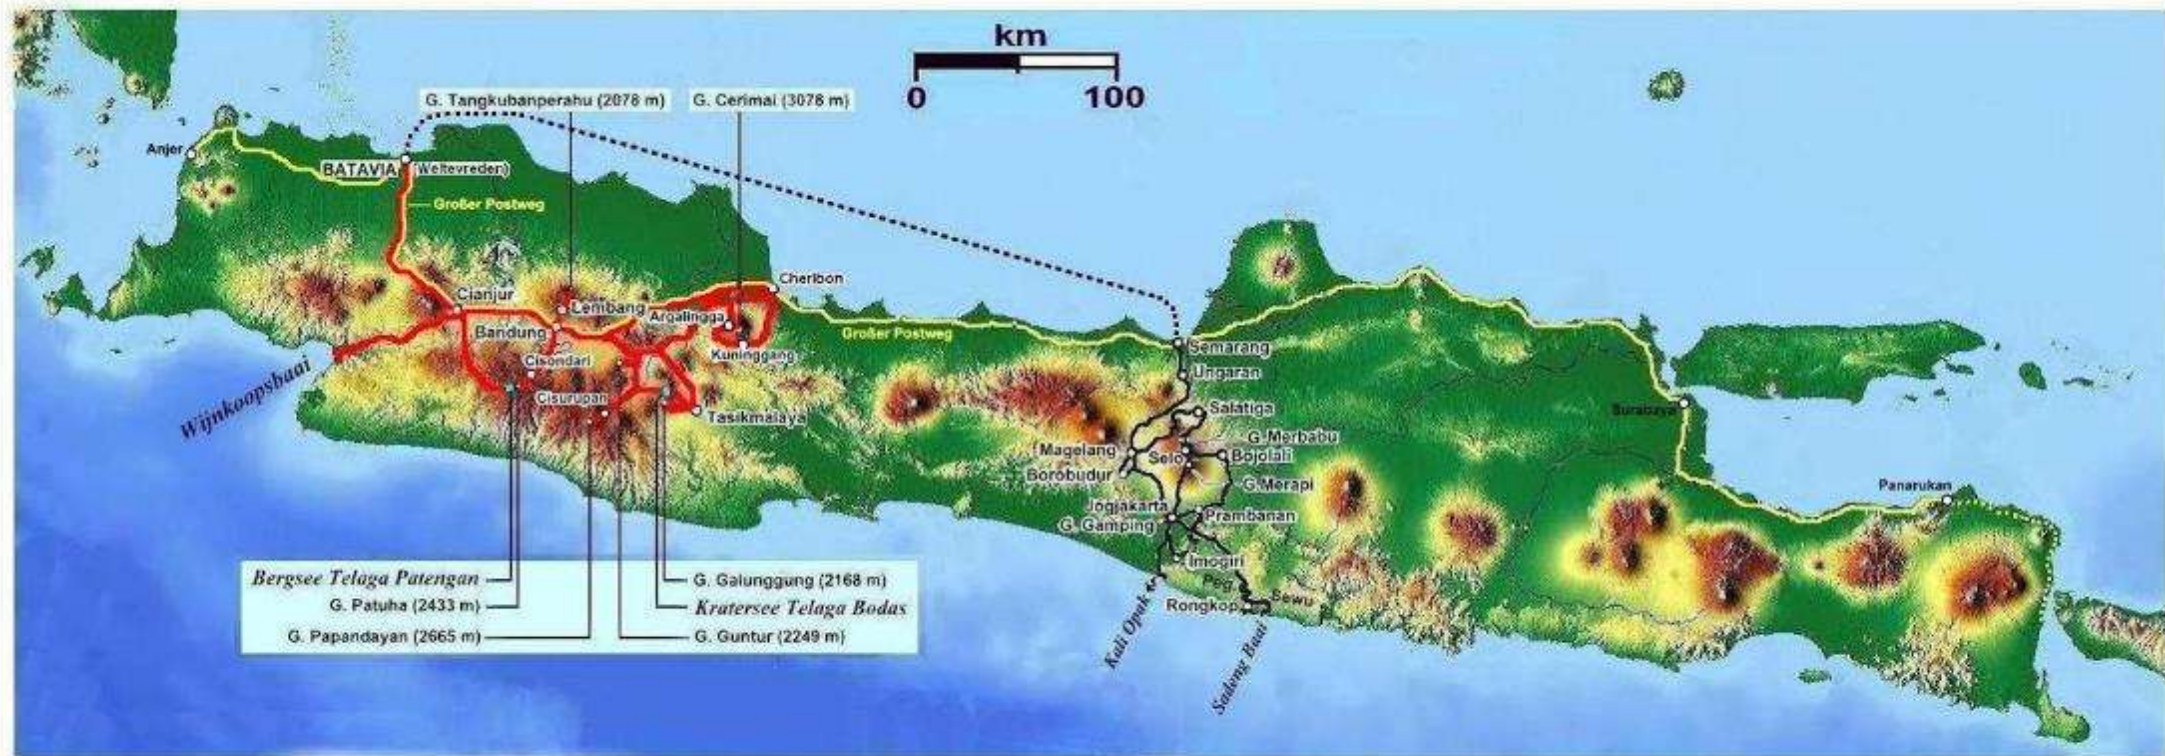 km
0 100
G. Tangkubanperahu (2078 m)
G. Cerimai (3078 m)
Anjer
BATAVIA
(Weltevreden)
Großer Postweg
Cheribon
Cianjur
Lembang
Argalingga
Bandung
Großer Postweg
Kuninggang
Cisondari
Semarang
Wijnkoopsbaai
Ungaran
Cisurupan
Tasikmalaya
Salatiga
Surabaya
G. Merbabu
Magelang
Selo
Bojolali
Borobudur
G. Merapi
Panarukan
Jogjakarta
Prambanan
G. Gamping
Imogiri
Bergsee Telaga Patengan
G. Galunggung (2168 m)
Peg.
Sewu
G. Patuha (2433 m)
Kratersee Telaga Bodas
Rongkop
G. Papandayan (2665 m)
G. Guntur (2249 m)
Kali Opak
Sadeng Baai